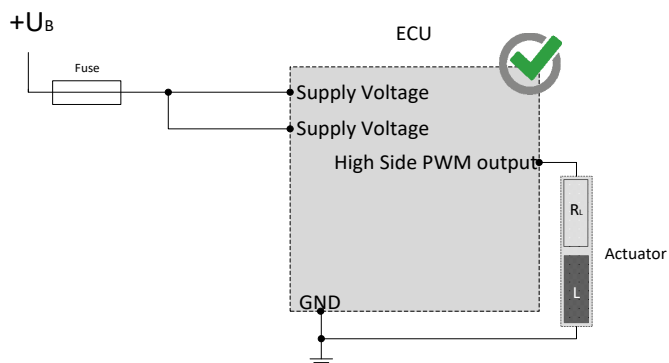 +UB
ECU
Fuse
Supply Voltage
Supply Voltage
High Side PWM output
RL
Actuator
L
GND